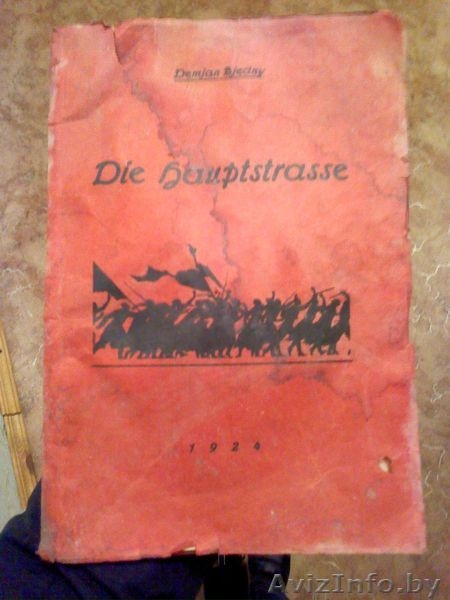 Demjan Bjedny
Die Hauptstrasse
1924
AvizInfo.by